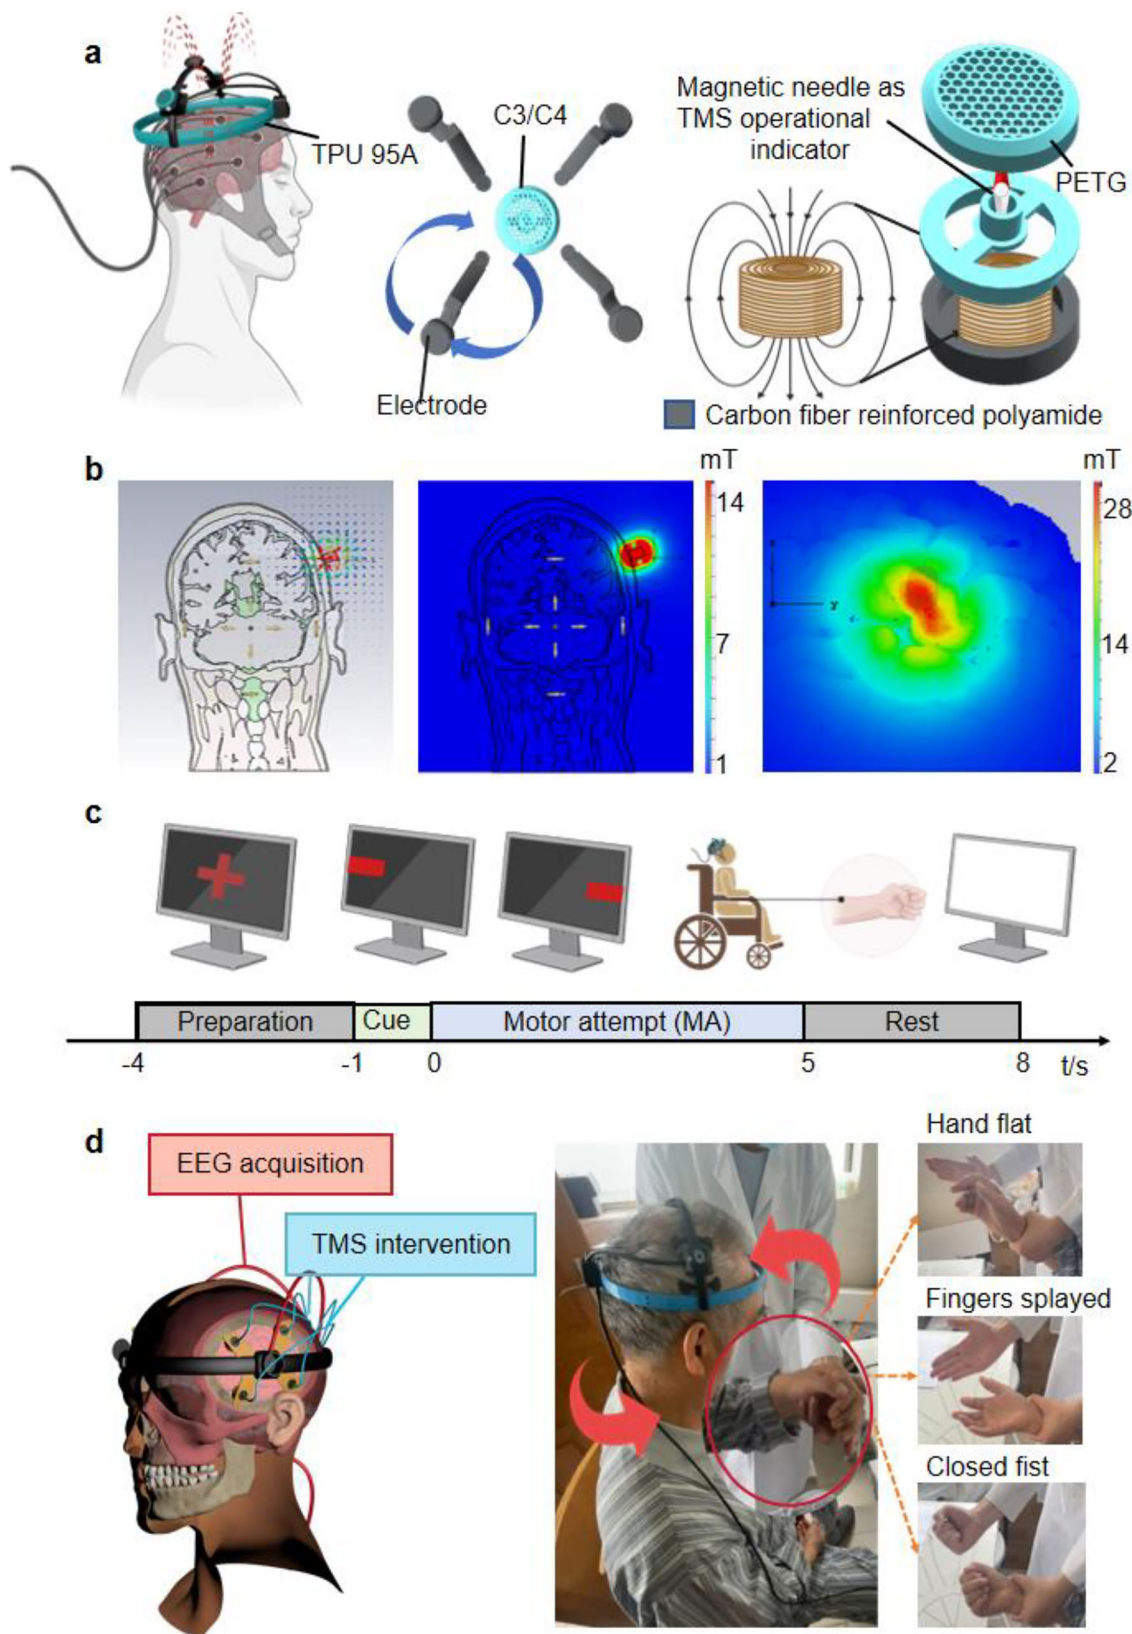 a
TPU 95A
C3/C4
Electrode
Magnetic needle as
TMS operational
indicator
PETG
Carbon fiber reinforced polyamide
b
mT
14
7
1
mT
28
14
2
y
c
Preparation
Cue
Motor attempt (MA)
Rest
-4
-1
0
5
8
t/s
d
EEG acquisition
TMS intervention
Hand flat
Fingers splayed
Closed fist